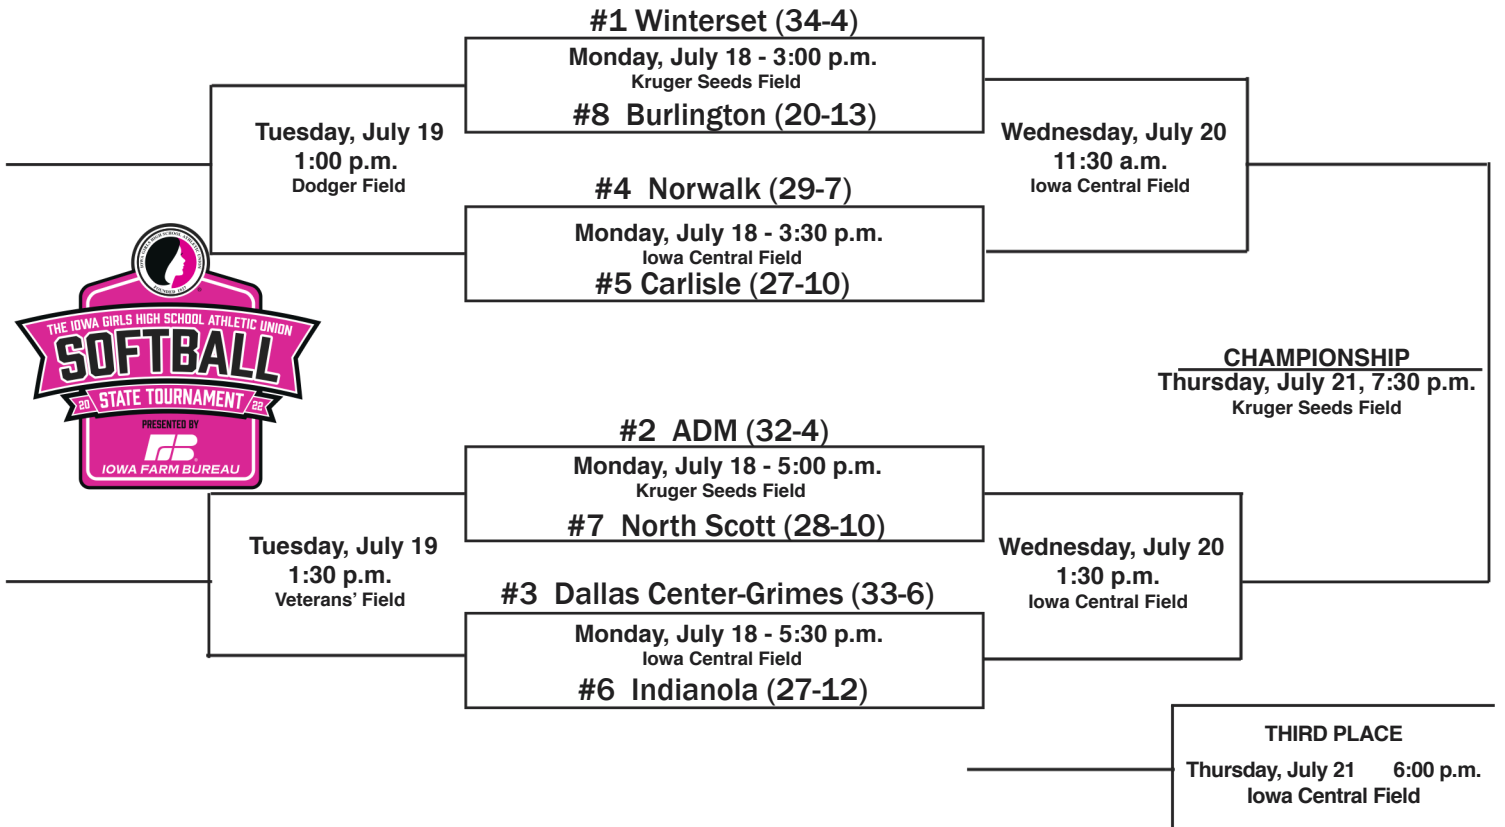 #1 Winterset (34-4)
Monday, July 18 - 3:00 p.m.
Kruger Seeds Field
#8 Burlington (20-13)
Tuesday, July 19
1:00 p.m.
Dodger Field
Wednesday, July 20
11:30 a.m.
Iowa Central Field
#4 Norwalk (29-7)
Monday, July 18 - 3:30 p.m.
Iowa Central Field
#5 Carlisle (27-10)
THE IOWA GIRLS HIGH SCHOOL ATHLETIC UNION
SOFTBALL
20 STATE TOURNAMENT 22
PRESENTED BY
FB
IOWA FARM BUREAU
CHAMPIONSHIP
Thursday, July 21, 7:30 p.m.
Kruger Seeds Field
#2 ADM (32-4)
Monday, July 18 - 5:00 p.m.
Kruger Seeds Field
#7 North Scott (28-10)
Tuesday, July 19
1:30 p.m.
Veterans' Field
Wednesday, July 20
1:30 p.m.
Iowa Central Field
#3 Dallas Center-Grimes (33-6)
Monday, July 18 - 5:30 p.m.
Iowa Central Field
#6 Indianola (27-12)
THIRD PLACE
Thursday, July 21 6:00 p.m.
Iowa Central Field